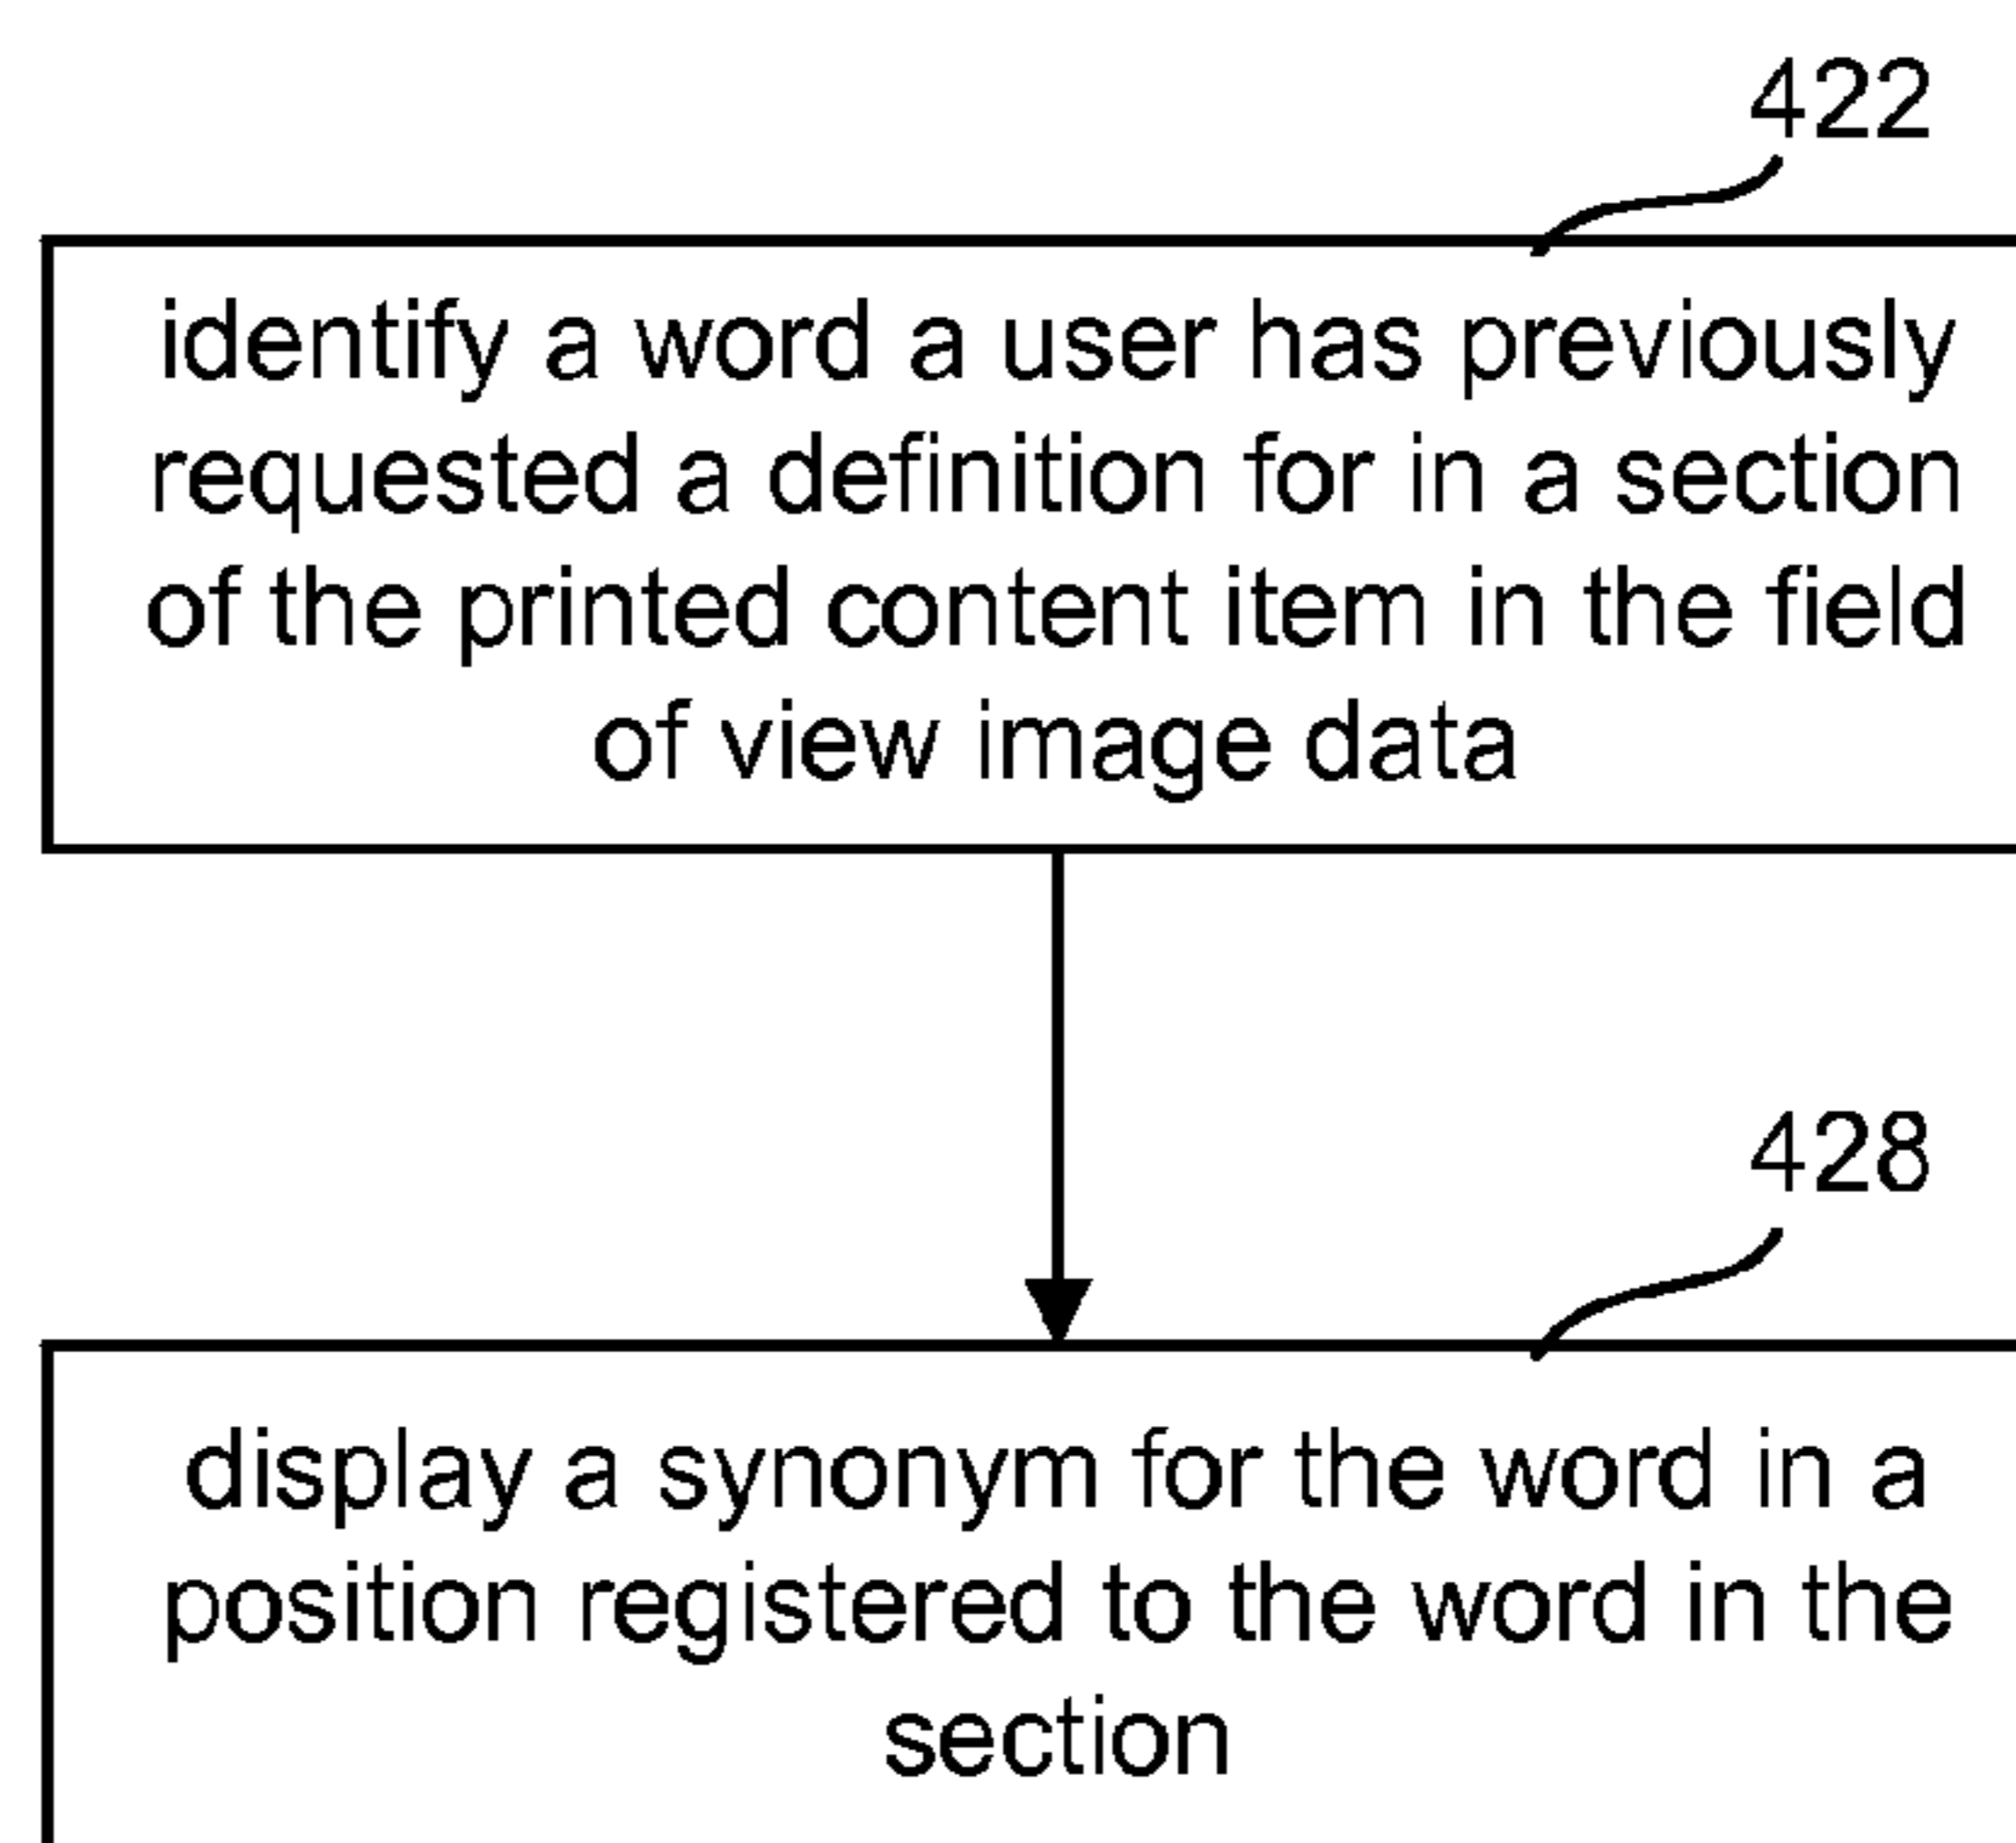 422
identify a word a user has previously
requested a definition for in a section
of the printed content item in the field
of view image data
428
display a synonym for the word in a
position registered to the word in the
section